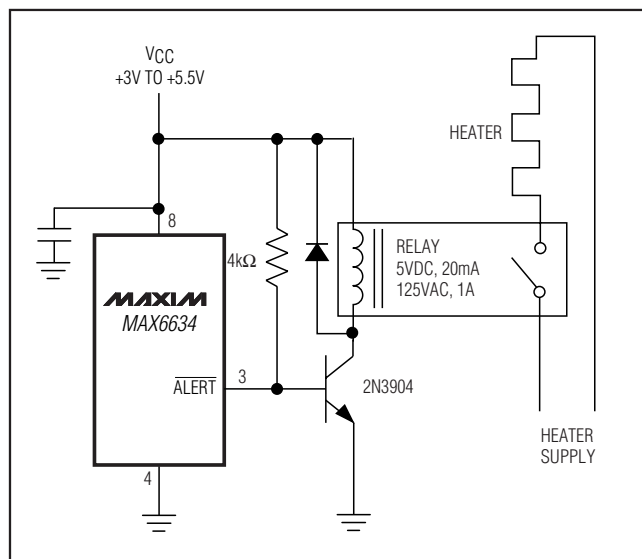 VCC
+3V TO +5.5V
HEATER
8
4kΩ
RELAY
5VDC, 20mA
125VAC, 1A
MAXIM
MAX6634
ALERT
3
2N3904
4
HEATER
SUPPLY